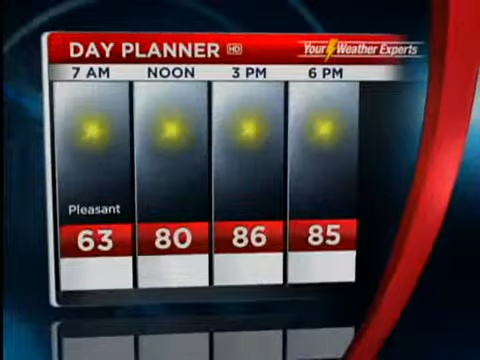 DAY PLANNER HD
Your Weather Experts
7 AM NOON 3 PM 6 PM
Pleasant
63 80 86 85